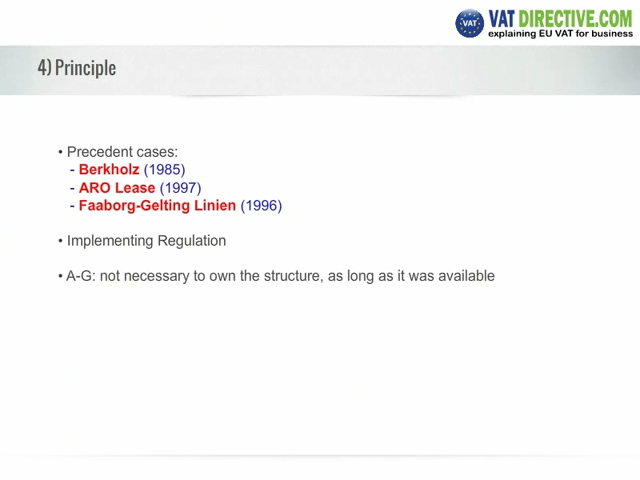 VAT
VAT DIRECTIVE.COM
explaining EU VAT for business
4) Principle
• Precedent cases:
- Berkholz (1985)
- ARO Lease (1997)
- Faaborg-Gelting Linien (1996)
• Implementing Regulation
• A-G: not necessary to own the structure, as long as it was available